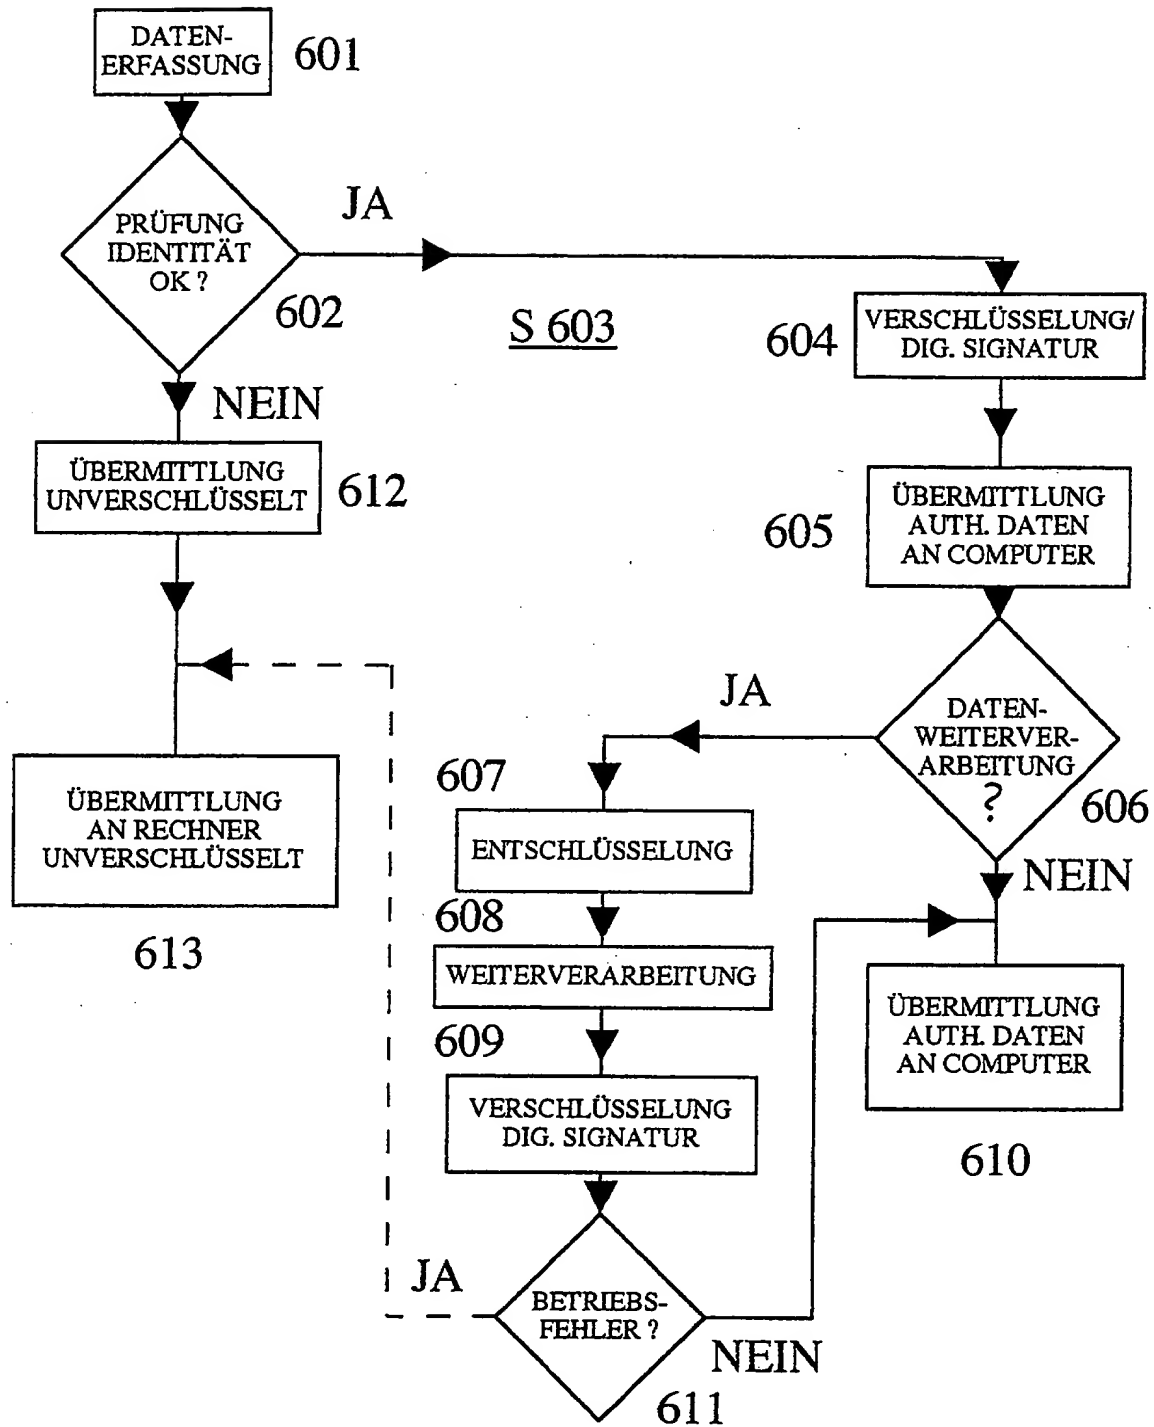 DATEN-
ERFASSUNG
601
PRÜFUNG
IDENTITÄT
OK ?
602
JA
S 603
604
VERSCHLÜSSELUNG/
DIG. SIGNATUR
NEIN
ÜBERMITTLUNG
UNVERSCHLÜSSELT
612
605
ÜBERMITTLUNG
AUTH. DATEN
AN COMPUTER
JA
DATEN-
WEITERVER-
ARBEITUNG
?
606
607
ENTSCHLÜSSELUNG
ÜBERMITTLUNG
AN RECHNER
UNVERSCHLÜSSELT
613
NEIN
608
WEITERVERARBEITUNG
609
VERSCHLÜSSELUNG
DIG. SIGNATUR
ÜBERMITTLUNG
AUTH. DATEN
AN COMPUTER
610
JA
BETRIEBS-
FEHLER ?
NEIN
611